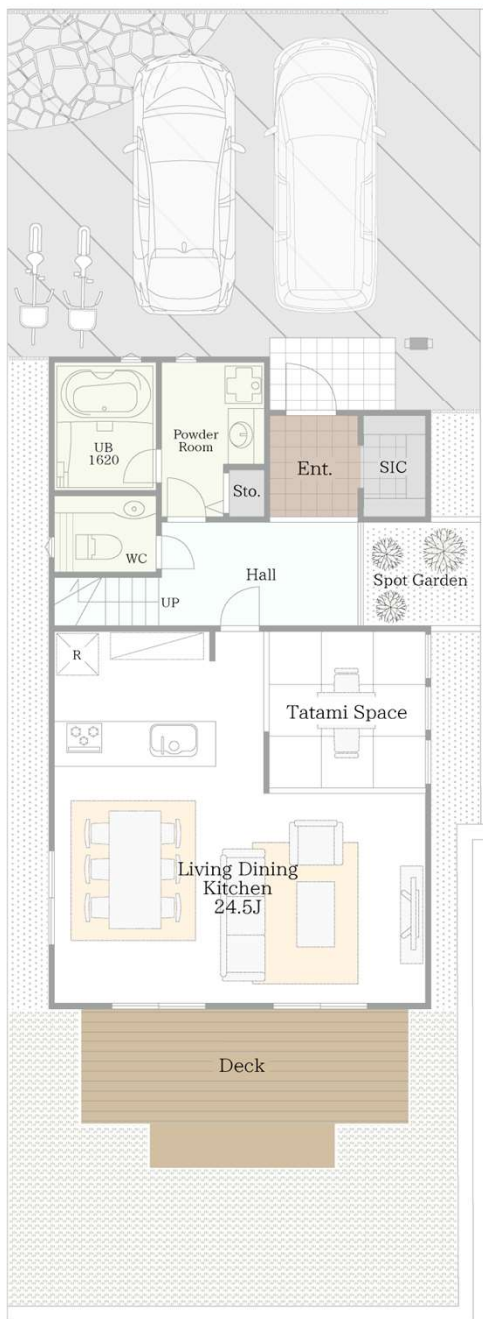 UB
1620
Powder
Room
Sto.
Ent.
SIC
WC
Hall
Spot Garden
UP
R
Tatami Space
Living Dining
Kitchen
24.5J
Deck